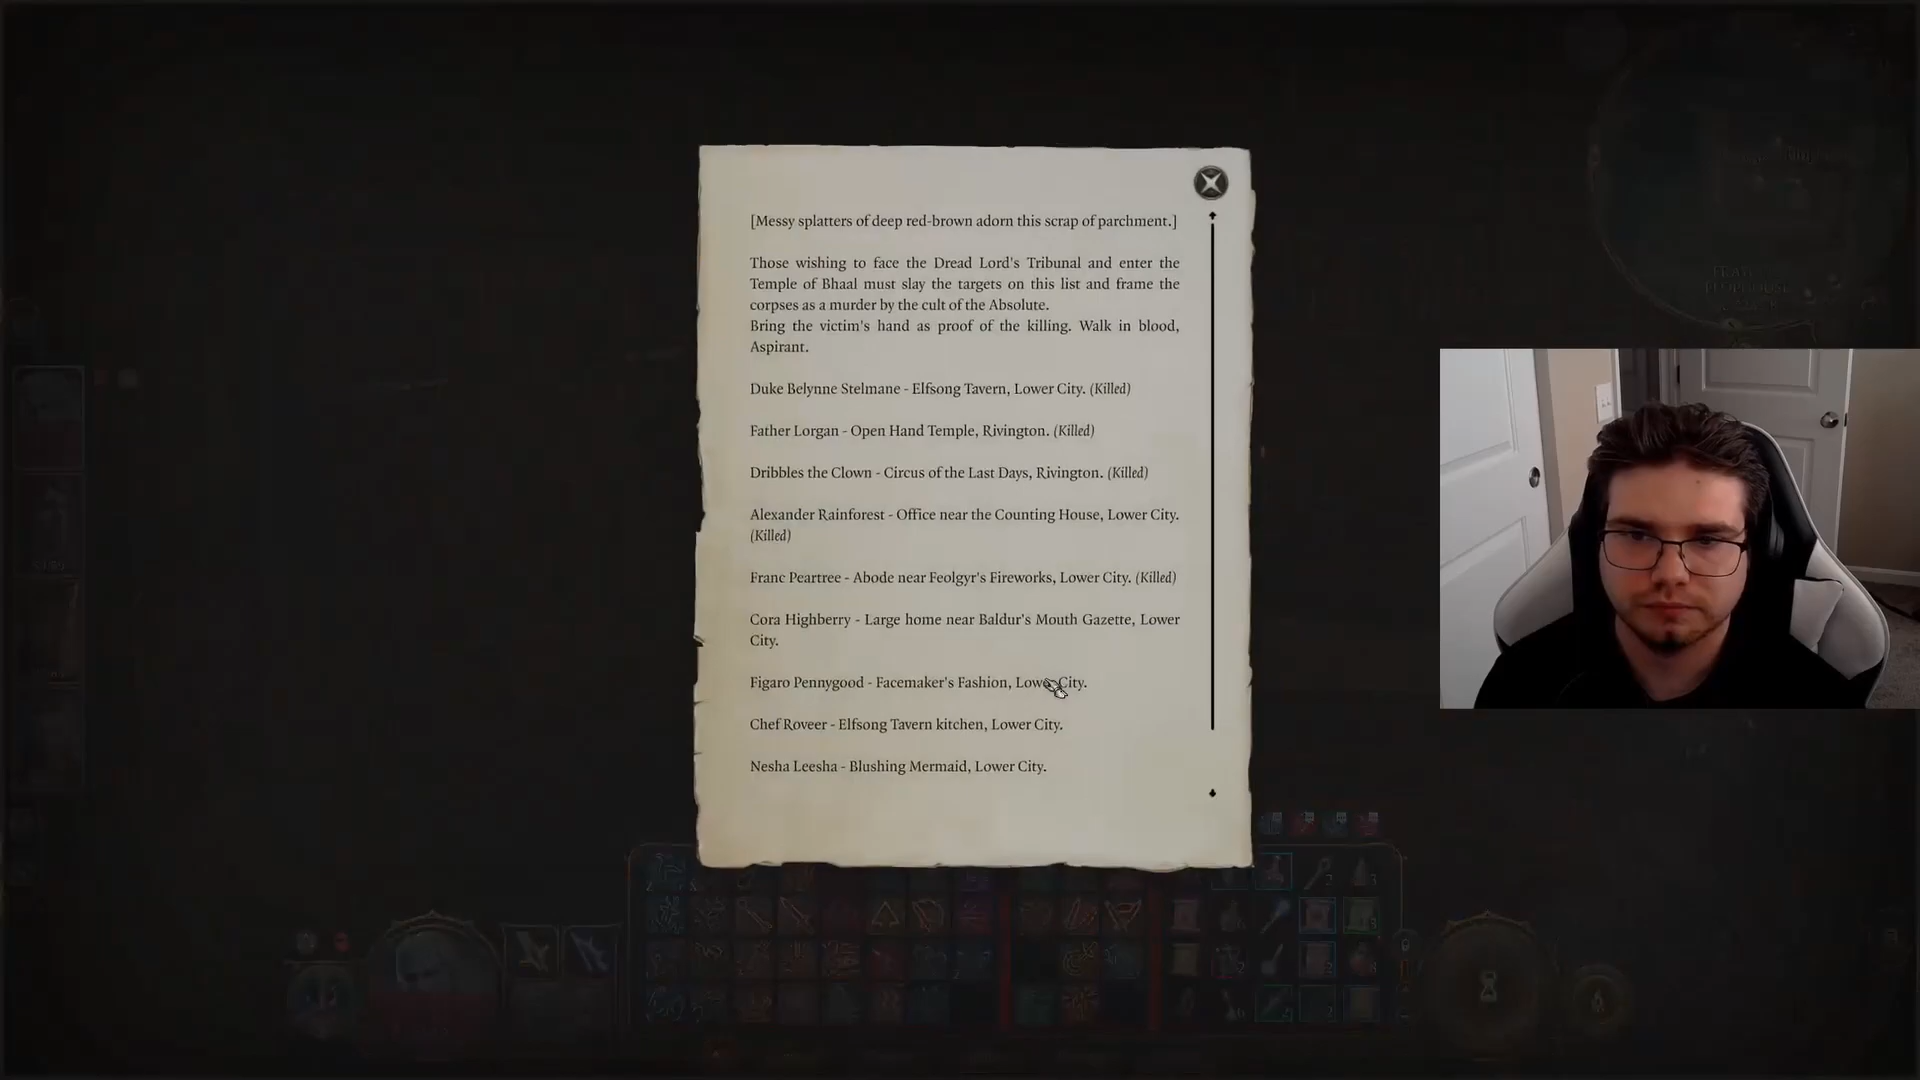 [Messy splatters of deep red-brown adorn this scrap of parchment.]
Those wishing to face the Dread Lord's Tribunal and enter the
Temple of Bhaal must slay the targets on this list and frame the
corpses as a murder by the cult of the Absolute.
Bring the victim's hand as proof of the killing. Walk in blood,
Aspirant.
Duke Belynne Stelmane - Elfsong Tavern, Lower City. (Killed)
Father Lorgan - Open Hand Temple, Rivington. (Killed)
Dribbles the Clown - Circus of the Last Days, Rivington. (Killed)
Alexander Rainforest - Office near the Counting House, Lower City.
(Killed)
Franc Peartree - Abode near Feolgyr's Fireworks, Lower City. (Killed)
Cora Highberry - Large home near Baldur's Mouth Gazette, Lower
City.
Figaro Pennygood - Facemaker's Fashion, Lower City.
Chef Roveer - Elfsong Tavern kitchen, Lower City.
Nesha Leesha - Blushing Mermaid, Lower City.